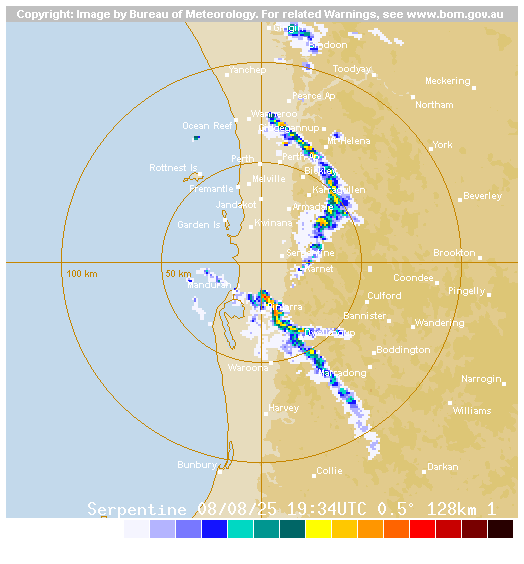 Copyright: Image by Bureau of Meteorology. For related Warnings, see www.bom.gov.au
Bindoon
Yanchep
Toodyay
Meckering
Pearce Ap
Northam
Wanneroo
Ocean Reef
Mt Helena
York
Perth
Perth Ap
Rottnest Is
Bickley
Melville
Fremantle
Karragullen
Beverley
Jandakot
Armadale
Garden Is
Kwinana
Serpentine
Brookton
100 km
50 km
Karnet
Mandurah
Coondee
Pingelly
Culford
Bannister
Wandering
Dwellingup
Boddington
Waroona
Marradong
Narrogin
Harvey
Williams
Bunbury
Collie
Darkan
Serpentine 08/08/25 19:34UTC 0.5° 128km 1